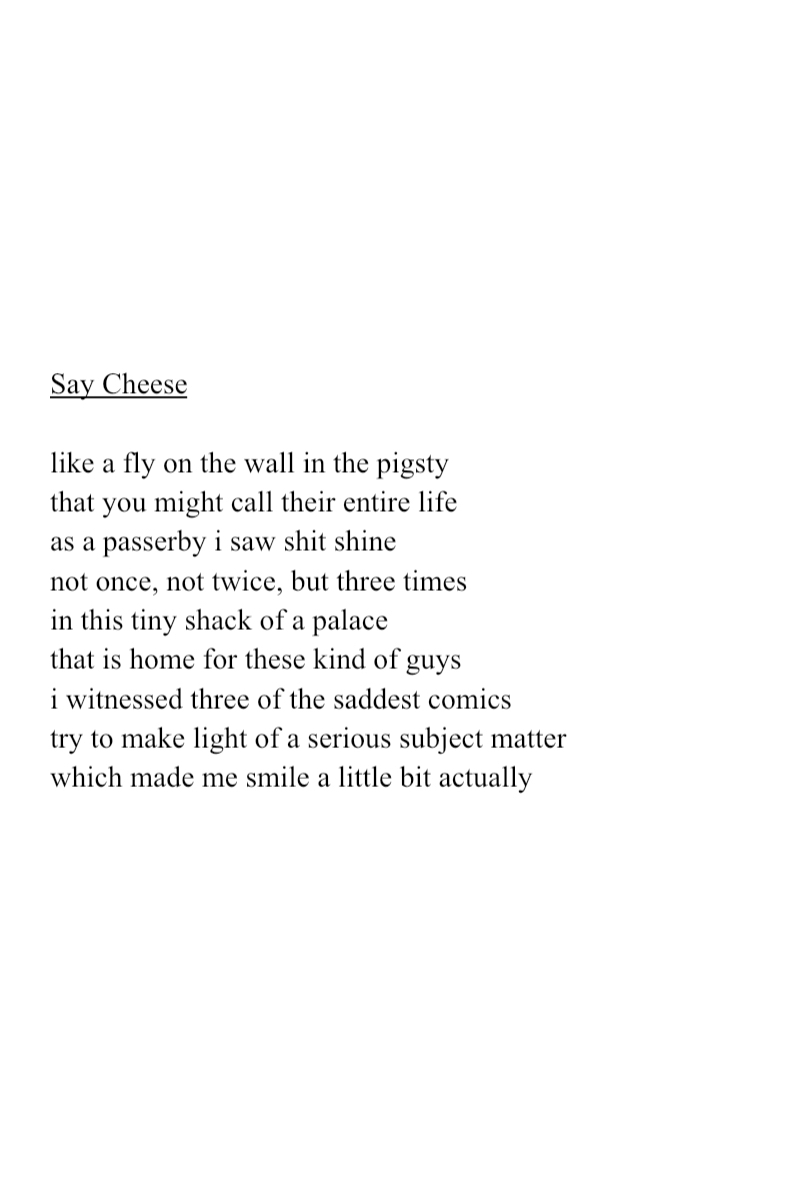 Say Cheese
like a fly on the wall in the pigsty
that you might call their entire life
as a passerby i saw shit shine
not once, not twice, but three times
in this tiny shack of a palace
that is home for these kind of guys
i witnessed three of the saddest comics
try to make light of a serious subject matter
which made me smile a little bit actually